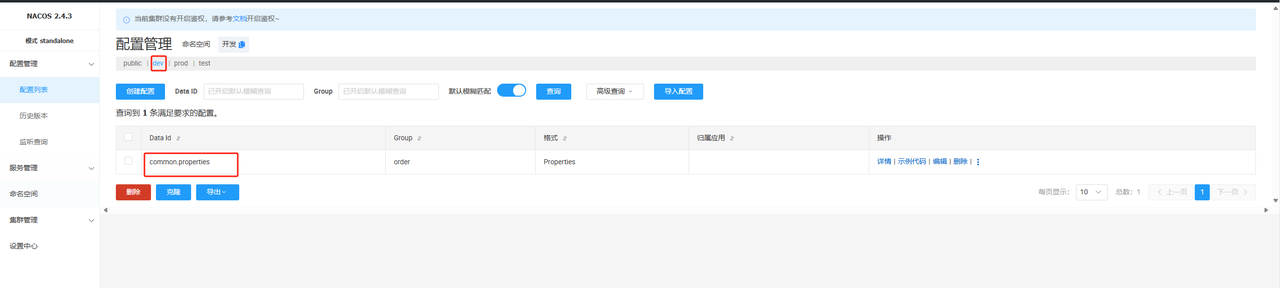 NACOS 2.4.3
模式 standalone
配置管理
配置列表
历史版本
监听查询
服务管理
命名空间
集群管理
设置中心
当前集群没有开启鉴权，请参考文档开启鉴权~
配置管理 命名空间 开发
public | dev | prod | test
创建配置 Data ID 已开启默认模糊查询 Group 已开启默认模糊查询 默认模糊匹配 查询 高级查询 导入配置
查询到 1 条满足要求的配置。
Data Id Group 格式 归属应用 操作
common.properties order Properties 详情 | 示例代码 | 编辑 | 删除 |
删除 克隆 导出 每页显示: 10 总数: 1 上一页 1 下一页